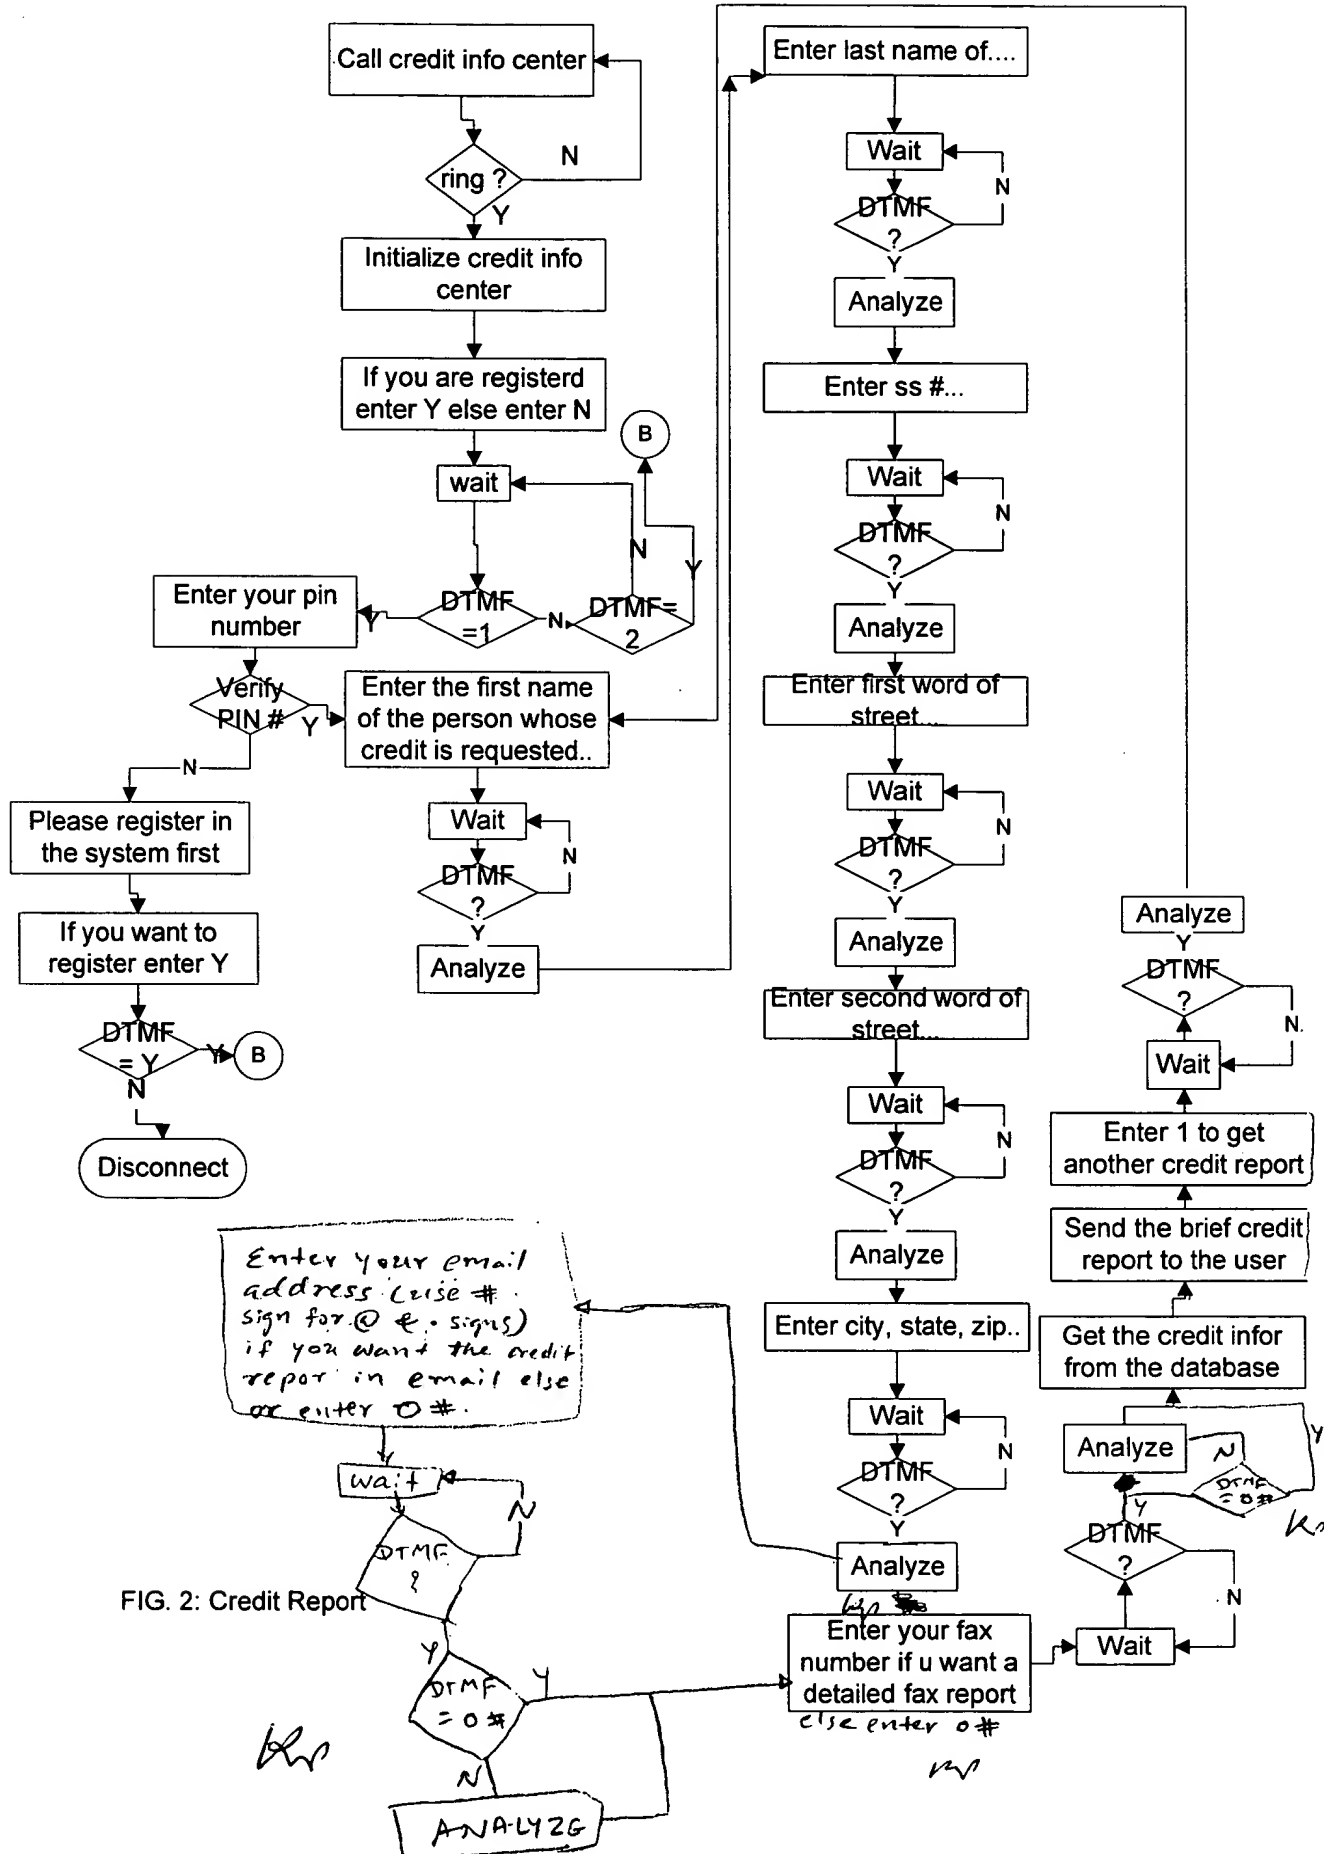 Call credit info center
ring ?
N
Y
Initialize credit info
center
If you are registerd
enter Y else enter N
wait
B
N
Y
DTMF
=1
Y
N
DTMF=
2
Enter your pin
number
Verify
PIN #
Y
N
Enter the first name
of the person whose
credit is requested..
Wait
N
DTMF
?
Y
Analyze
Please register in
the system first
If you want to
register enter Y
DTMF
= Y
Y
B
N
Disconnect
Enter last name of....
Wait
N
DTMF
?
Y
Analyze
Enter ss #...
Wait
N
DTMF
?
Y
Analyze
Enter first word of
street...
Wait
N
DTMF
?
Y
Analyze
Enter second word of
street...
Wait
N
DTMF
?
Y
Analyze
Enter city, state, zip..
Wait
N
DTMF
?
Y
Analyze
Enter your email
address (use #
sign for @ & . signs)
if you want the credit
repor in email else
or enter 0 #.
wait
N
DTMF
?
FIG. 2: Credit Report
Y
DTMF
= 0 #
Y
N
ANALYZE
Enter your fax
number if u want a
detailed fax report
else enter 0 #
Wait
N
DTMF
?
Y
DTMF
= 0 #
N
Y
Analyze
Get the credit infor
from the database
Send the brief credit
report to the user
Enter 1 to get
another credit report
Wait
N
DTMF
?
Y
Analyze